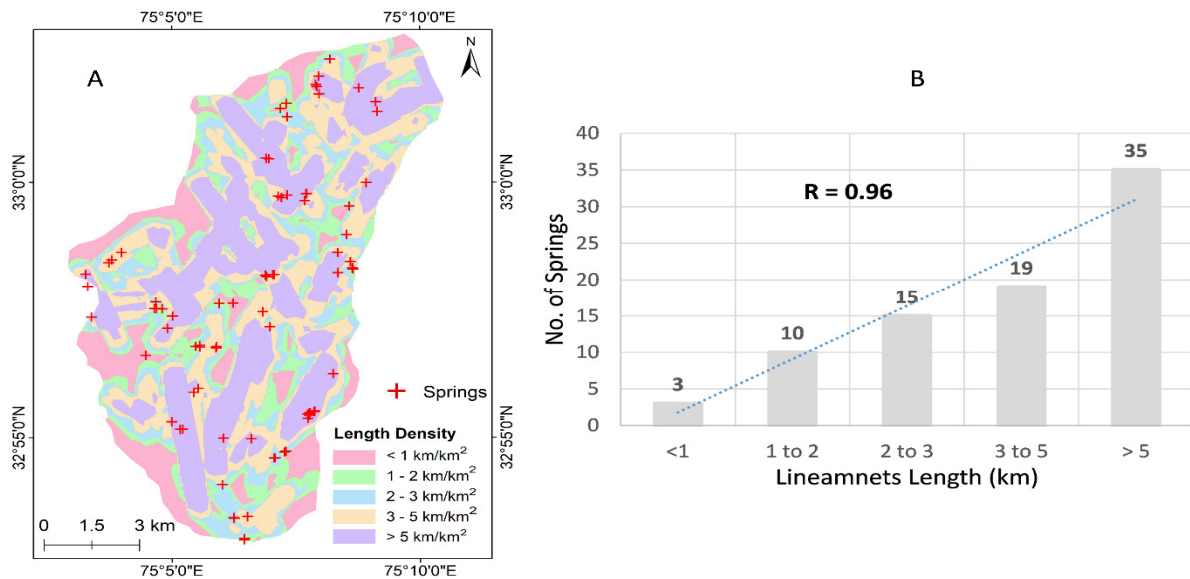 75°5'0"E 75°10'0"E
A
N
33°0'0"N 33°0'0"N
32°55'0"N 32°55'0"N
Springs
Length Density
< 1 km/km²
1 - 2 km/km²
2 - 3 km/km²
3 - 5 km/km²
> 5 km/km²
0 1.5 3 km
75°5'0"E 75°10'0"E
B
No. of Springs
40
35
30
25
20
15
10
5
0
R = 0.96
3
10
15
19
35
<1 1 to 2 2 to 3 3 to 5 > 5
Lineamnets Length (km)